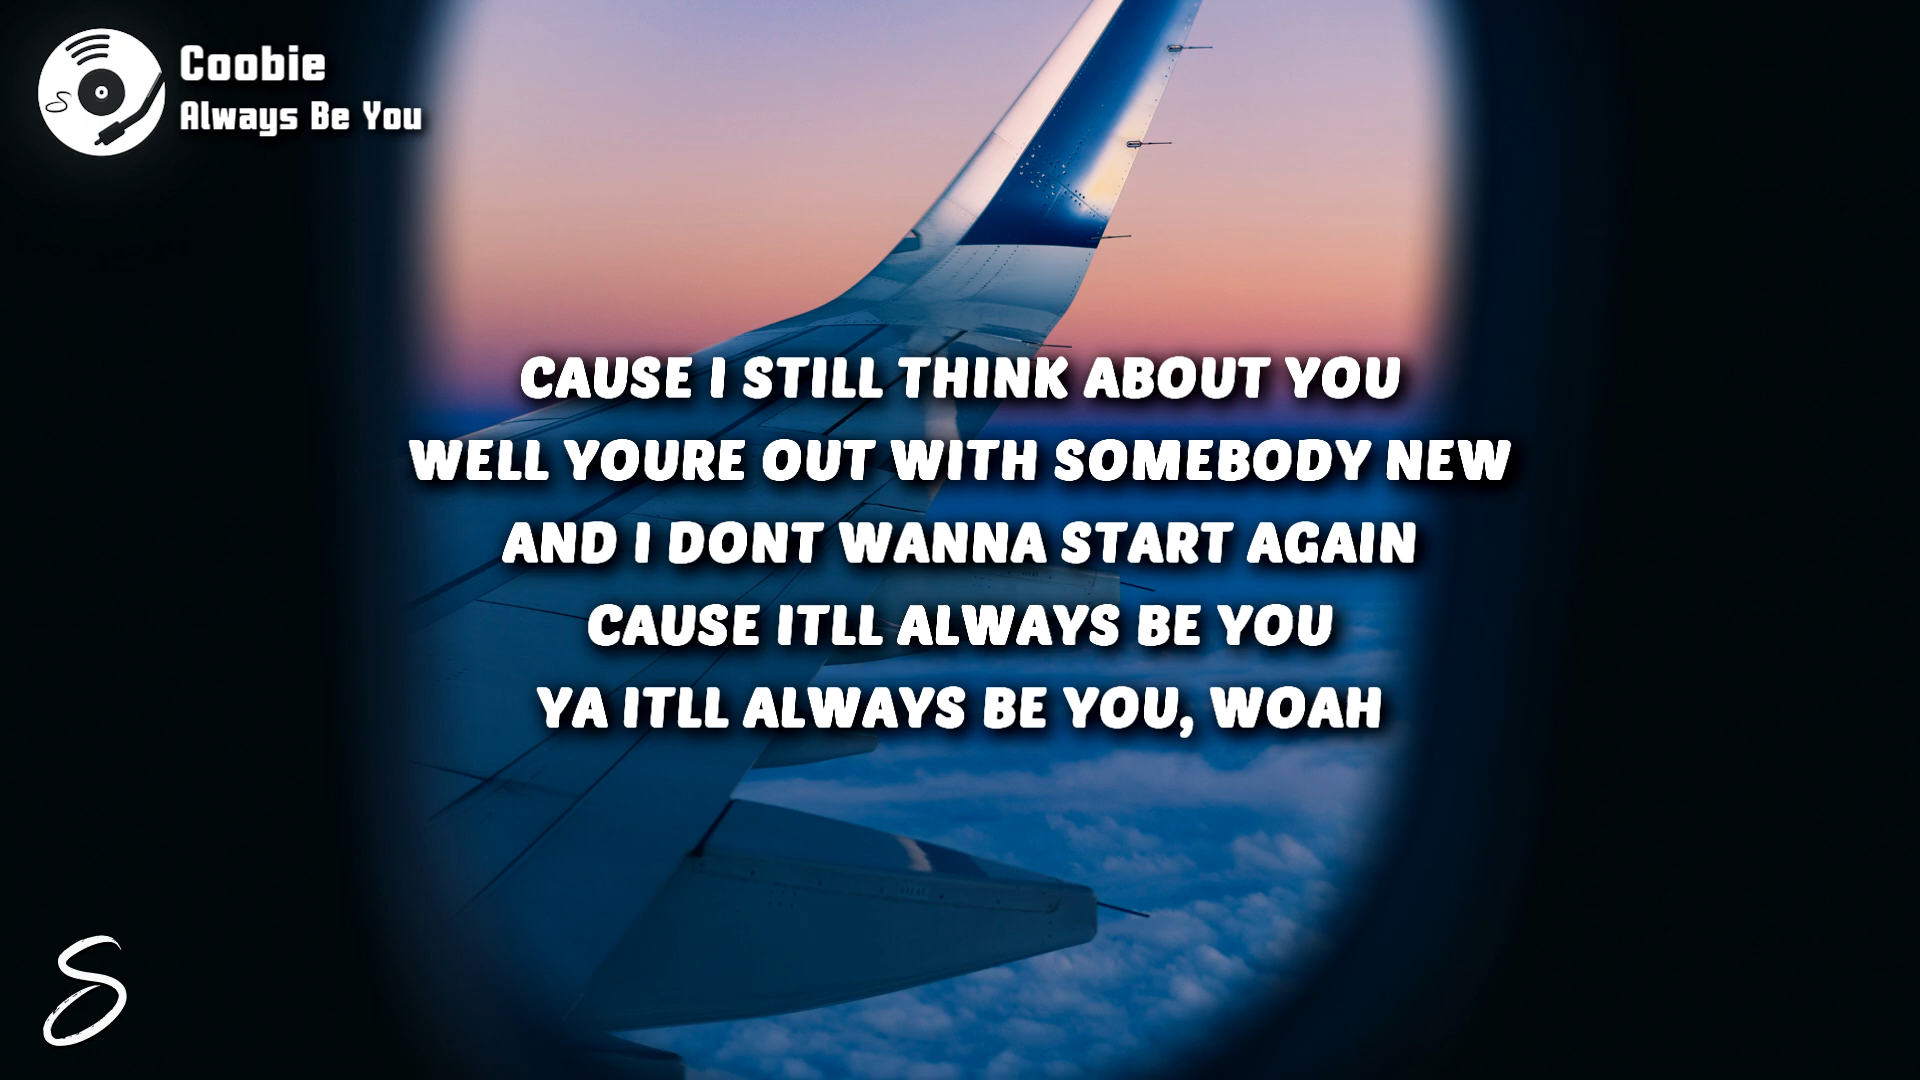 Coobie
Always Be You
CAUSE I STILL THINK ABOUT YOU
WELL YOURE OUT WITH SOMEBODY NEW
AND I DONT WANNA START AGAIN
CAUSE ITLL ALWAYS BE YOU
YA ITLL ALWAYS BE YOU, WOAH
S